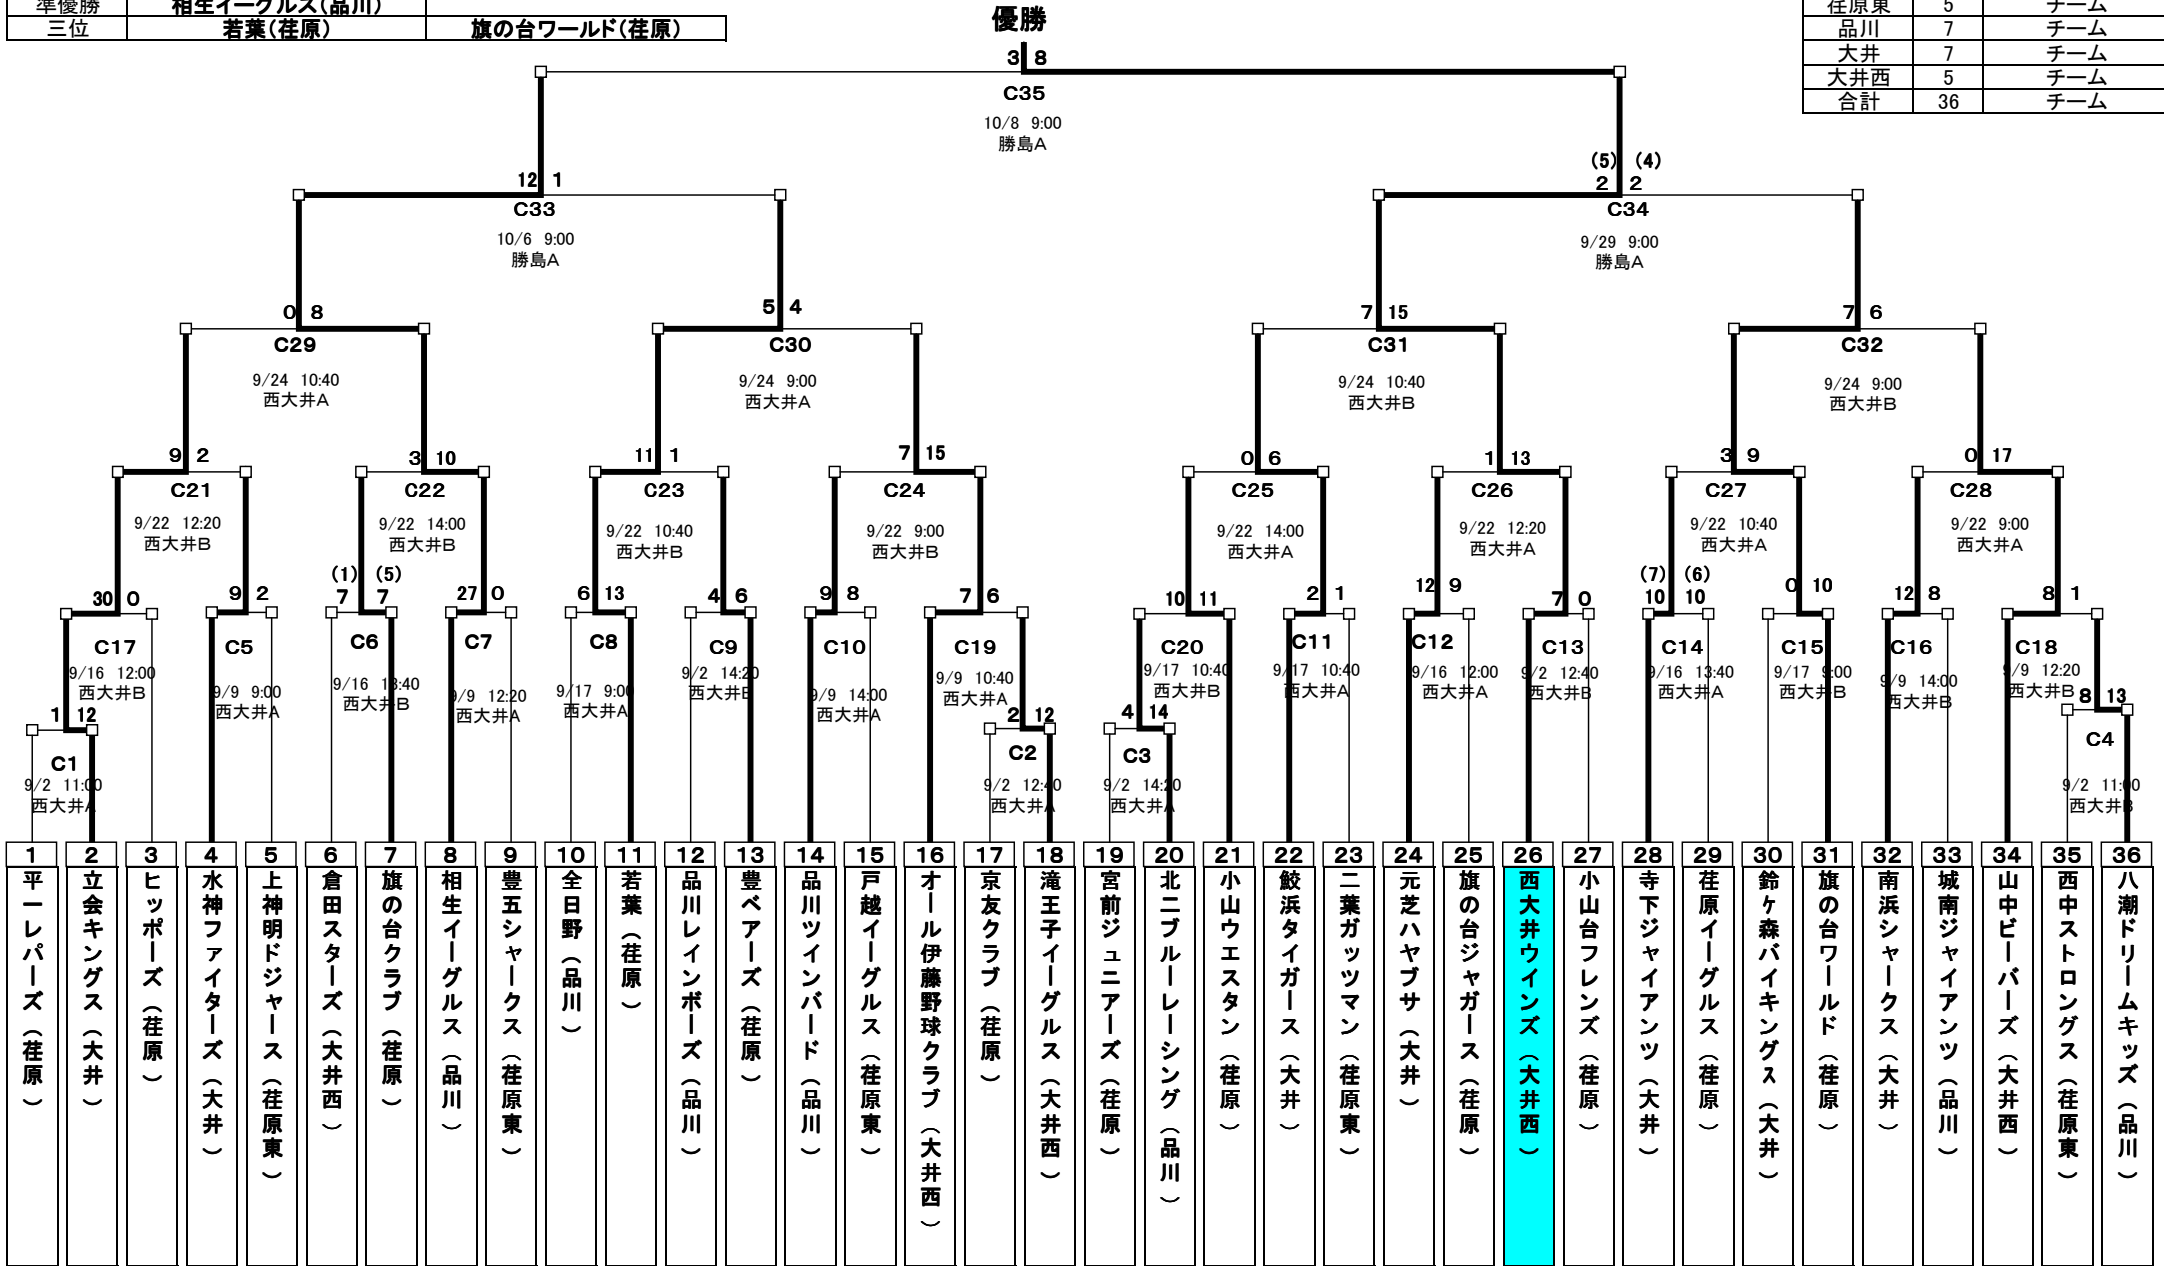 準優勝 相生イーグルス(品川)
三位 若葉(荏原) 旗の台ワールド(荏原)
荏原東 5 チーム
品川 7 チーム
大井 7 チーム
大井西 5 チーム
合計 36 チーム
優勝
3 8
C35
10/8 9:00
勝島A
12 1
C33
10/6 9:00
勝島A
(5) (4)
2 2
C34
9/29 9:00
勝島A
0 8
C29
9/24 10:40
西大井A
5 4
C30
9/24 9:00
西大井A
7 15
C31
9/24 10:40
西大井B
7 6
C32
9/24 9:00
西大井B
9 2
C21
9/22 12:20
西大井B
3 10
C22
9/22 14:00
西大井B
11 1
C23
9/22 10:40
西大井B
7 15
C24
9/22 9:00
西大井B
0 6
C25
9/22 14:00
西大井A
1 13
C26
9/22 12:20
西大井A
3 9
C27
9/22 10:40
西大井A
0 17
C28
9/22 9:00
西大井A
30 0
C17
9/16 12:00
西大井B
9 2
C5
9/9 9:00
西大井A
(1) (5)
7 7
C6
9/16 13:40
西大井B
27 0
C7
9/9 12:20
西大井A
6 13
C8
9/17 9:00
西大井A
4 6
C9
9/2 14:20
西大井B
9 8
C10
9/9 14:00
西大井A
7 6
C19
9/9 10:40
西大井A
10 11
C20
9/17 10:40
西大井B
2 1
C11
9/17 10:40
西大井A
12 9
C12
9/16 12:00
西大井A
7 0
C13
9/2 12:40
西大井B
(7) (6)
10 10
C14
9/16 13:40
西大井A
0 10
C15
9/17 9:00
西大井B
12 8
C16
9/9 14:00
西大井B
8 1
C18
9/9 12:20
西大井B
1 12
C1
9/2 11:00
西大井A
2 12
C2
9/2 12:40
西大井A
4 14
C3
9/2 14:20
西大井A
8 13
C4
9/2 11:00
西大井B
1 平一レパーズ(荏原)
2 立会キングス(大井)
3 ヒッポーズ(荏原)
4 水神ファイターズ(大井)
5 上神明ドジャース(荏原東)
6 倉田スターズ(大井西)
7 旗の台クラブ(荏原)
8 相生イーグルス(品川)
9 豊五シャークス(荏原東)
10 全日野(品川)
11 若葉(荏原)
12 品川レインボーズ(品川)
13 豊ベアーズ(荏原)
14 品川ツインバード(品川)
15 戸越イーグルス(荏原東)
16 オール伊藤野球クラブ(大井西)
17 京友クラブ(荏原)
18 滝王子イーグルス(大井西)
19 宮前ジュニアーズ(荏原)
20 北二ブルーレーシング(品川)
21 小山ウエスタン(荏原)
22 鮫浜タイガース(大井)
23 二葉ガッツマン(荏原東)
24 元芝ハヤブサ(大井)
25 旗の台ジャガース(荏原)
26 西大井ウインズ(大井西)
27 小山台フレンズ(荏原)
28 寺下ジャイアンツ(大井)
29 荏原イーグルス(荏原)
30 鈴ケ森バイキングス(大井)
31 旗の台ワールド(荏原)
32 南浜シャークス(大井)
33 城南ジャイアンツ(品川)
34 山中ビーバーズ(大井西)
35 西中ストロングス(荏原東)
36 八潮ドリームキッズ(品川)